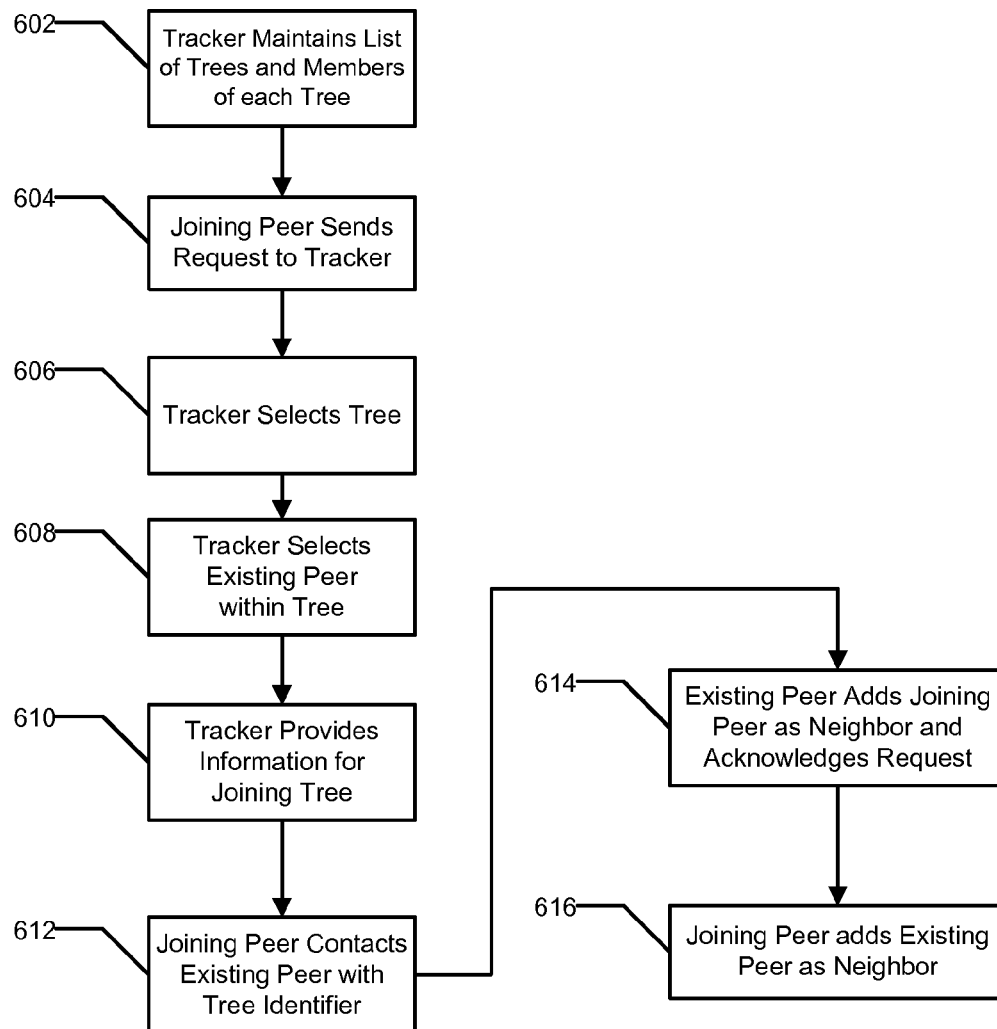 602
Tracker Maintains List
of Trees and Members
of each Tree
604
Joining Peer Sends
Request to Tracker
606
Tracker Selects Tree
608
Tracker Selects
Existing Peer
within Tree
610
Tracker Provides
Information for
Joining Tree
612
Joining Peer Contacts
Existing Peer with
Tree Identifier
614
Existing Peer Adds Joining
Peer as Neighbor and
Acknowledges Request
616
Joining Peer adds Existing
Peer as Neighbor